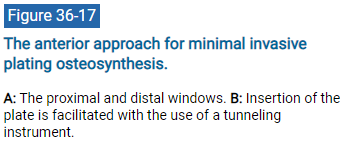 Figure 36-17
The anterior approach for minimal invasive
plating osteosynthesis.
A: The proximal and distal windows. B: Insertion of the
plate is facilitated with the use of a tunneling
instrument.